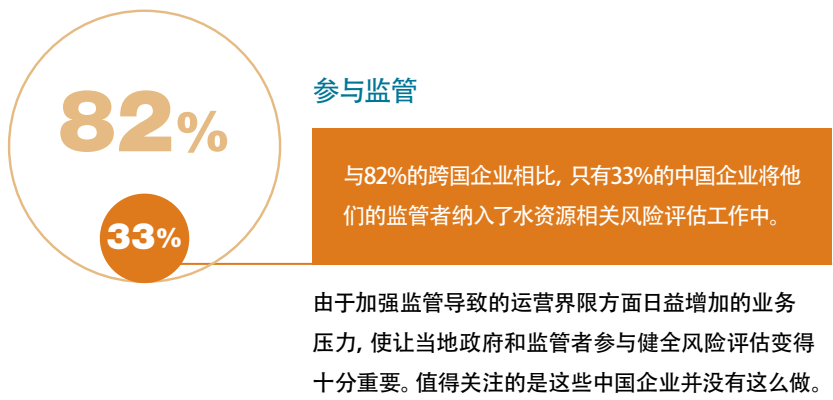 82%
33%
参与监管
与82%的跨国企业相比, 只有33%的中国企业将他
们的监管者纳入了水资源相关风险评估工作中。
由于加强监管导致的运营界限方面日益增加的业务
压力, 使让当地政府和监管者参与健全风险评估变得
十分重要。值得关注的是这些中国企业并没有这么做。